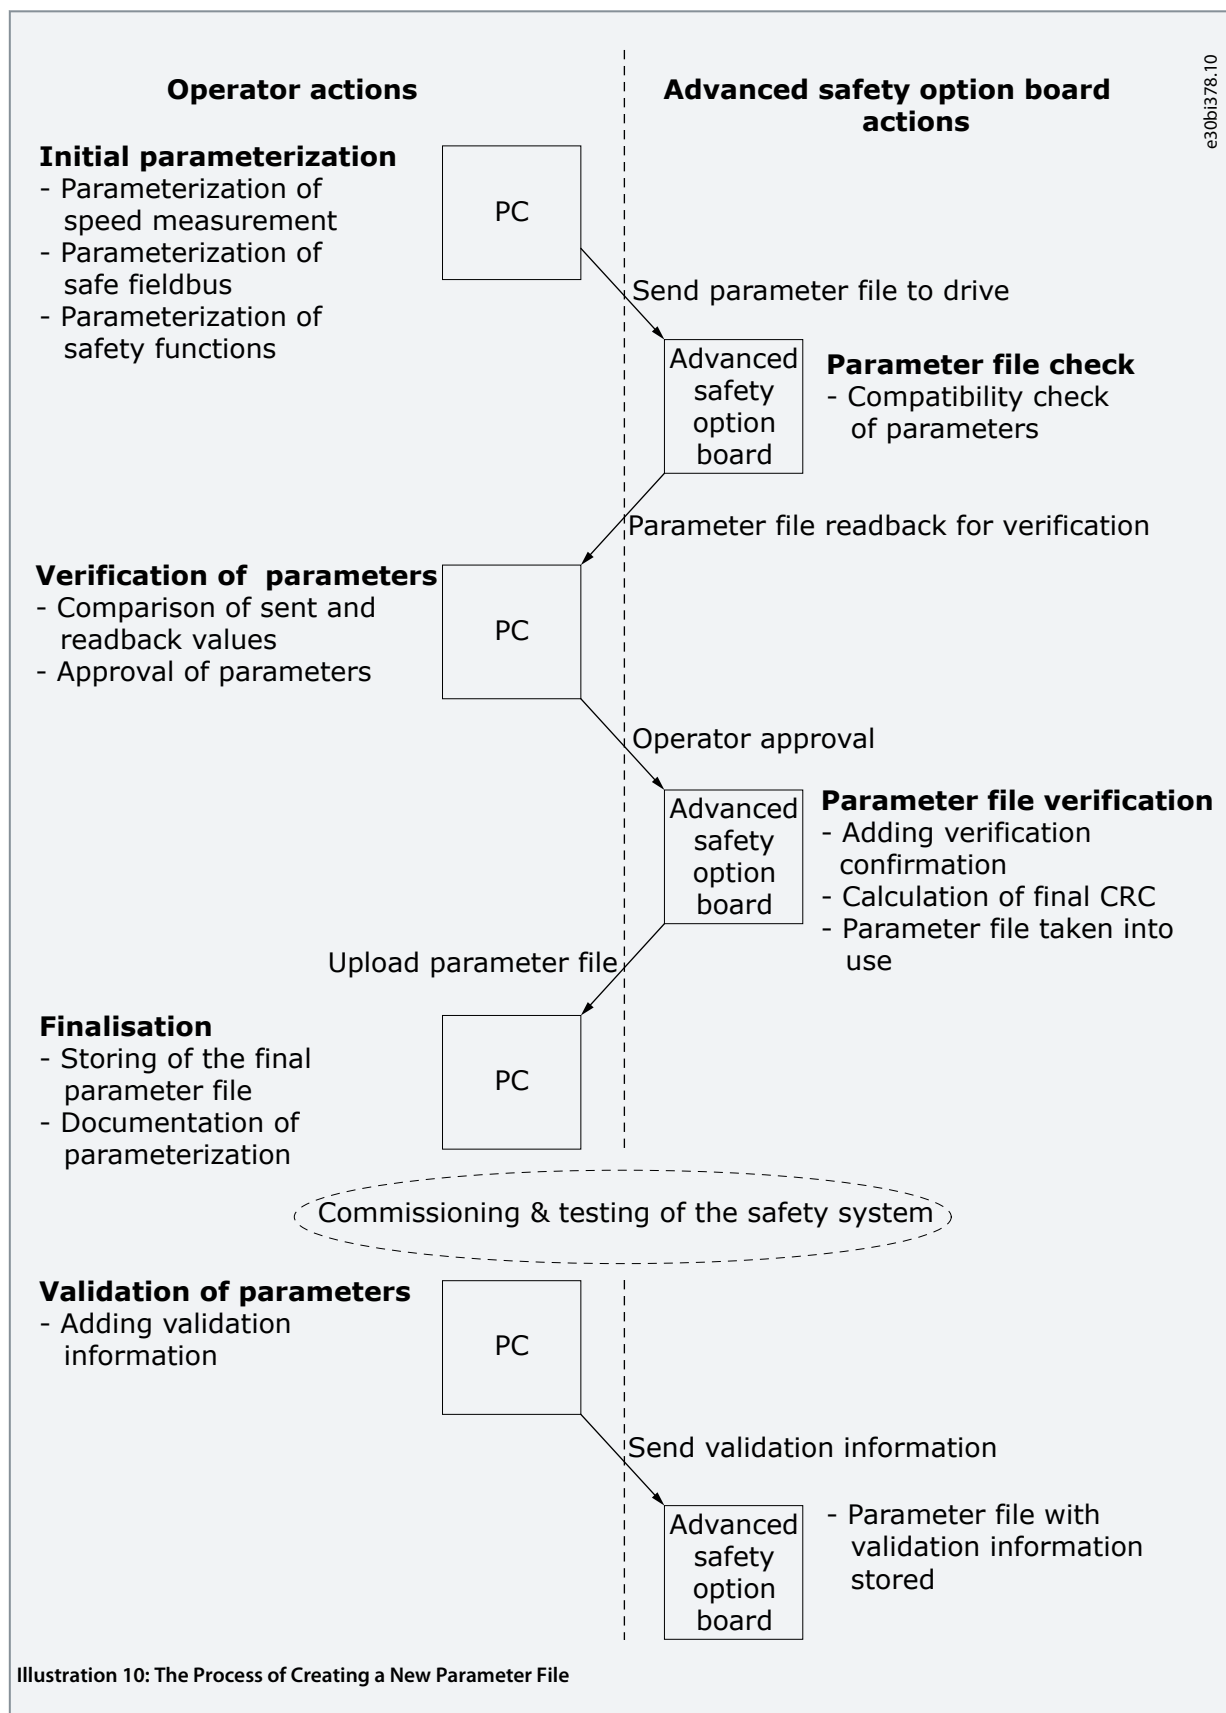 Operator actions
Advanced safety option board
actions
e30bi378.10
Initial parameterization
- Parameterization of
speed measurement
- Parameterization of
safe fieldbus
- Parameterization of
safety functions
PC
Send parameter file to drive
Advanced
safety
option
board
Parameter file check
- Compatibility check
of parameters
Parameter file readback for verification
Verification of  parameters
- Comparison of sent and
readback values
- Approval of parameters
PC
Operator approval
Advanced
safety
option
board
Parameter file verification
- Adding verification
confirmation
- Calculation of final CRC
- Parameter file taken into
use
Upload parameter file
Finalisation
- Storing of the final
parameter file
- Documentation of
parameterization
PC
Commissioning & testing of the safety system
Validation of parameters
- Adding validation
information
PC
Send validation information
Advanced
safety
option
board
- Parameter file with
validation information
stored
Illustration 10: The Process of Creating a New Parameter File